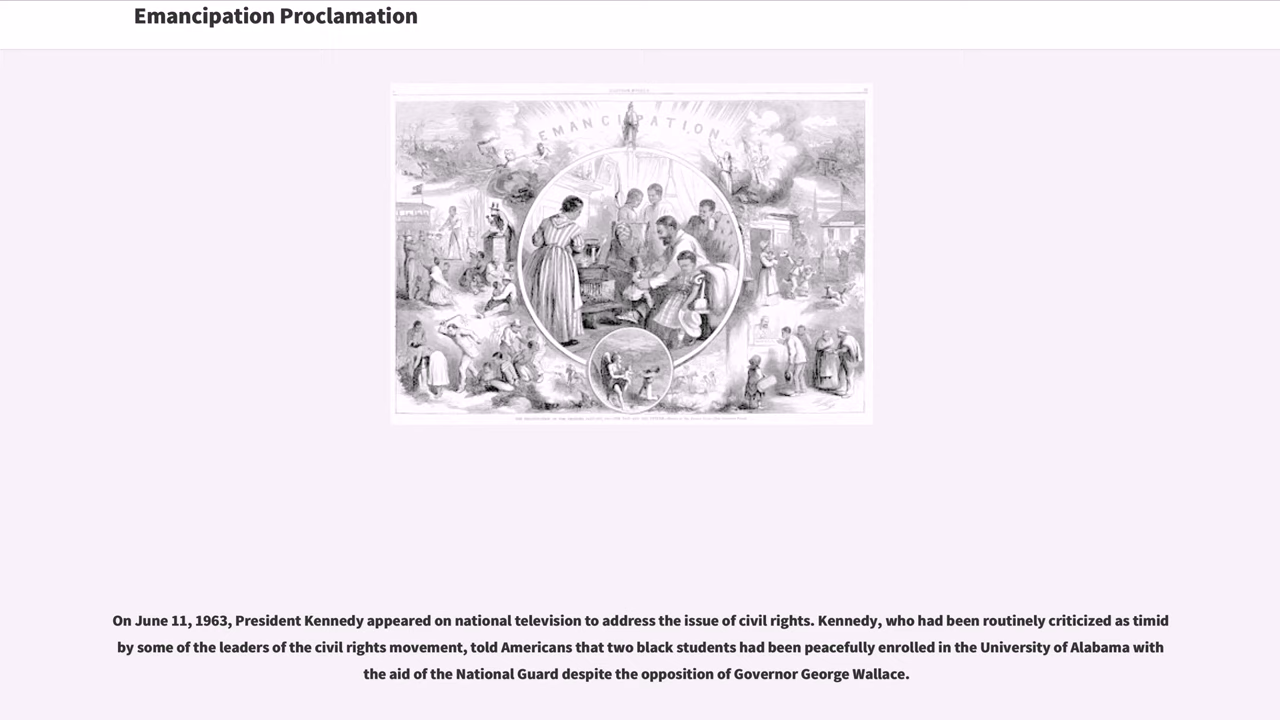 Emancipation Proclamation
EMANCIPATION
On June 11, 1963, President Kennedy appeared on national television to address the issue of civil rights. Kennedy, who had been routinely criticized as timid
by some of the leaders of the civil rights movement, told Americans that two black students had been peacefully enrolled in the University of Alabama with
the aid of the National Guard despite the opposition of Governor George Wallace.